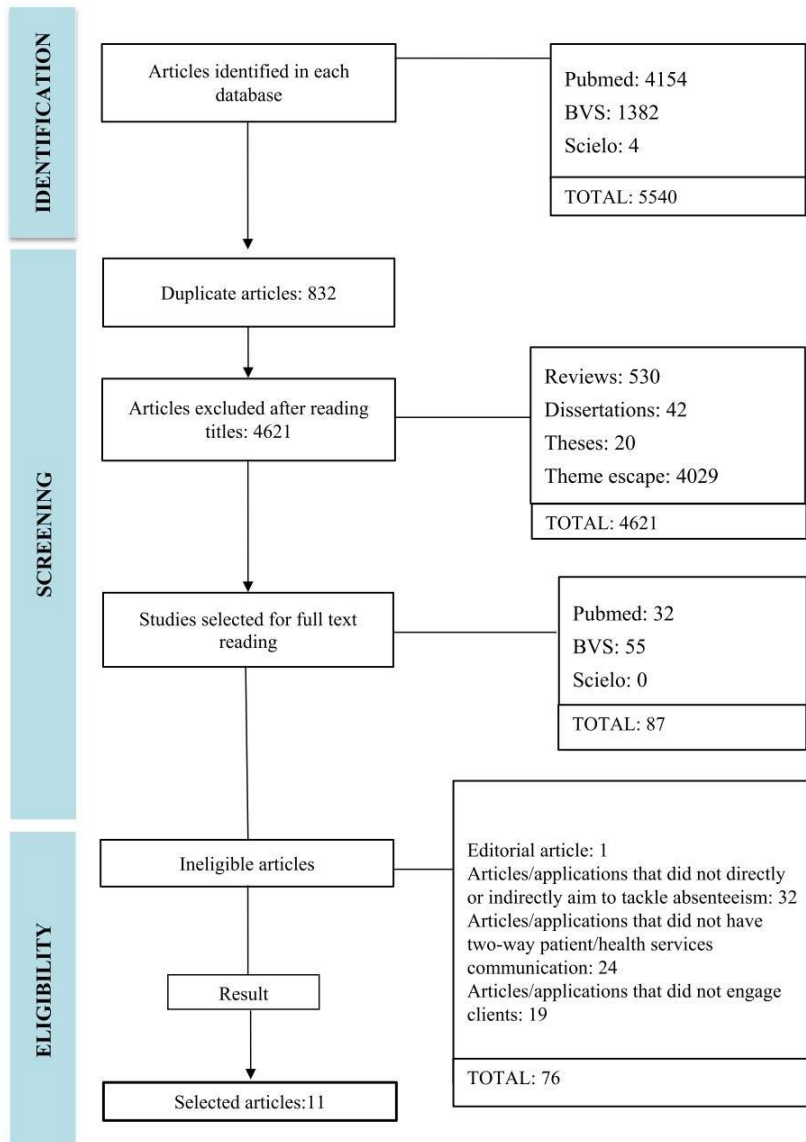 IDENTIFICATION
Articles identified in each
database
Pubmed: 4154
BVS: 1382
Scielo: 4
TOTAL: 5540
SCREENING
Duplicate articles: 832
Articles excluded after reading
titles: 4621
Reviews: 530
Dissertations: 42
Theses: 20
Theme escape: 4029
TOTAL: 4621
Studies selected for full text
reading
Pubmed: 32
BVS: 55
Scielo: 0
TOTAL: 87
ELIGIBILITY
Ineligible articles
Editorial article: 1
Articles/applications that did not directly
or indirectly aim to tackle absenteeism: 32
Articles/applications that did not have
two-way patient/health services
communication: 24
Articles/applications that did not engage
clients: 19
TOTAL: 76
Result
Selected articles:11